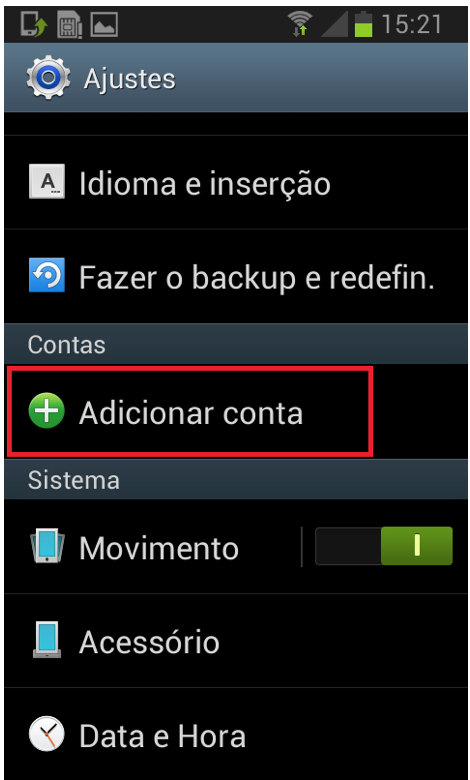 15:21
Ajustes
Idioma e inserção
Fazer o backup e redefin.
Contas
Adicionar conta
Sistema
Movimento
Acessório
Data e Hora